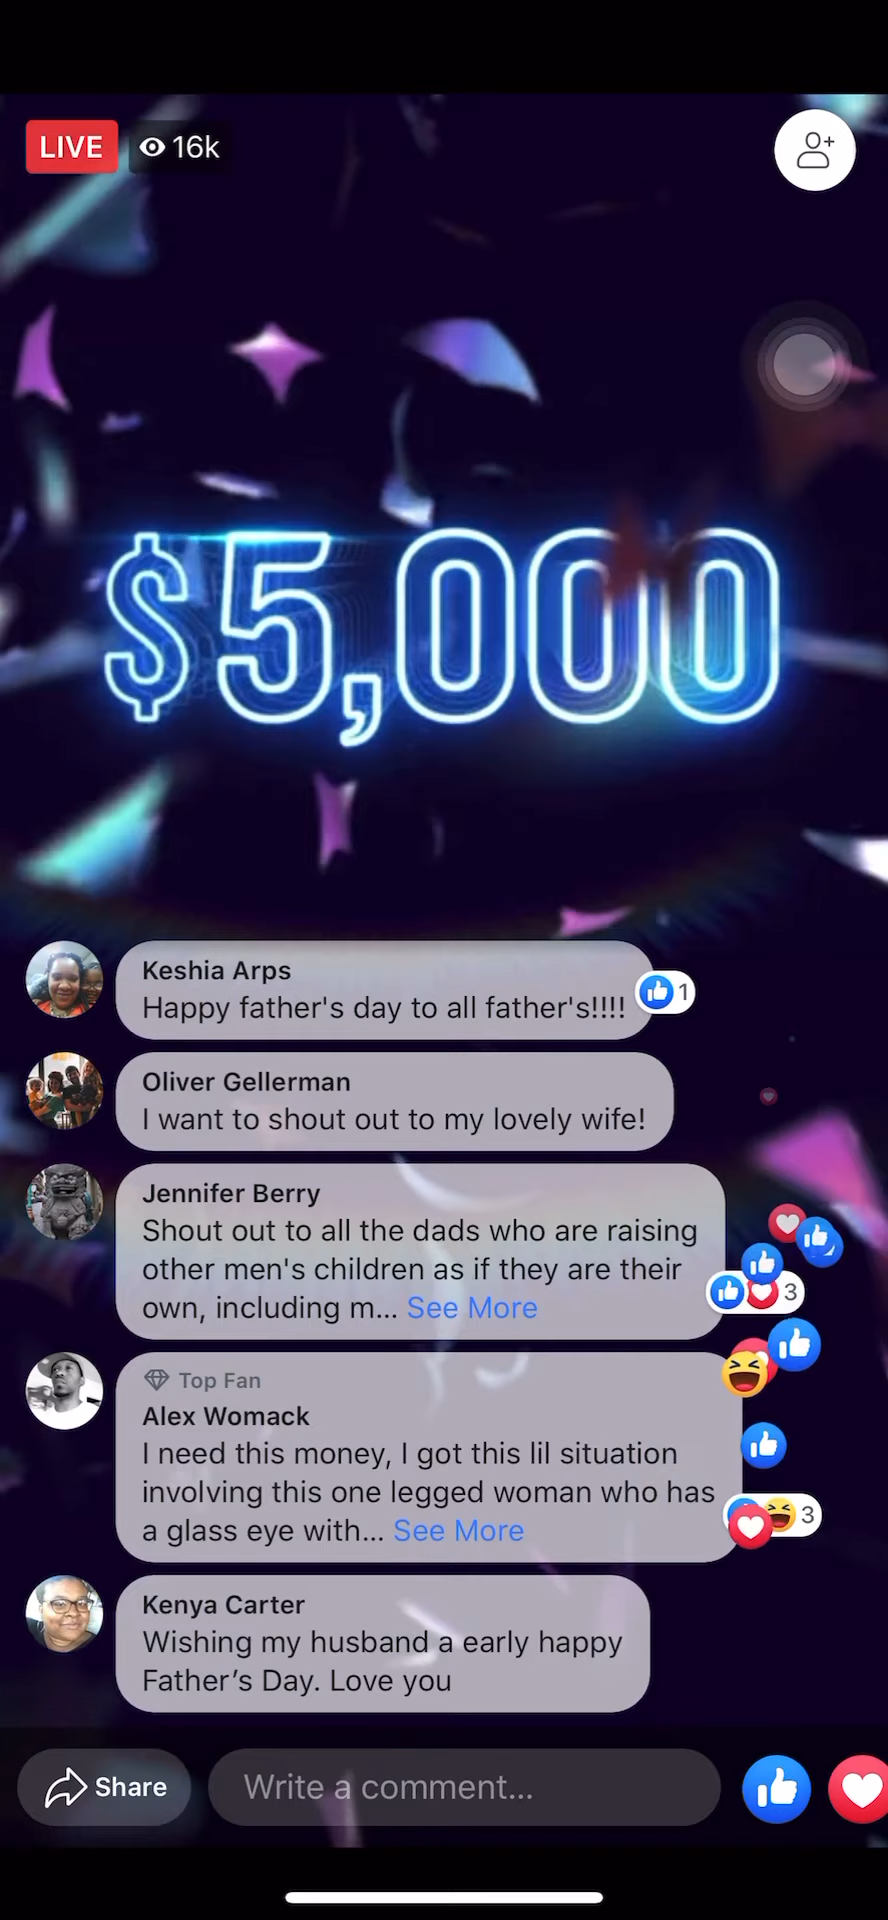 LIVE 16k
$5,000
Keshia Arps
Happy father's day to all father's!!!!
1
Oliver Gellerman
I want to shout out to my lovely wife!
Jennifer Berry
Shout out to all the dads who are raising
other men's children as if they are their
own, including m... See More
3
Top Fan
Alex Womack
I need this money, I got this lil situation
involving this one legged woman who has
a glass eye with... See More
3
Kenya Carter
Wishing my husband a early happy
Father’s Day. Love you
Share Write a comment...